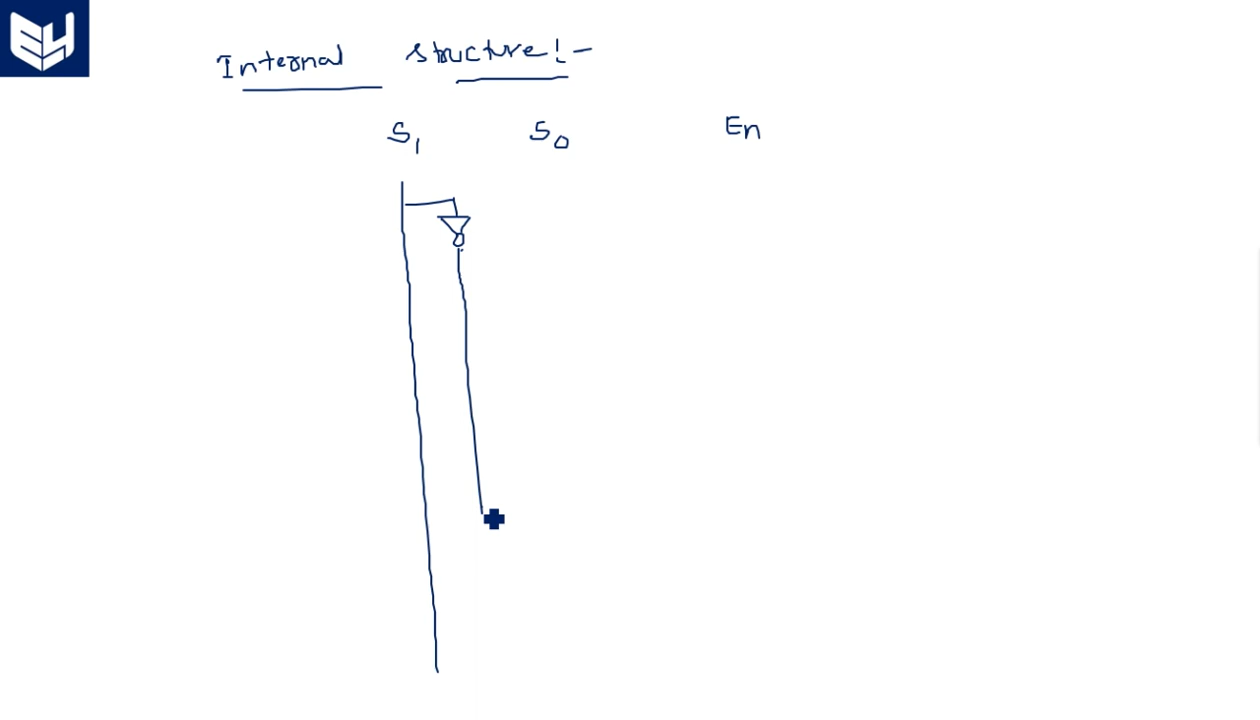 Internal structure:-
S₁ S₀ En